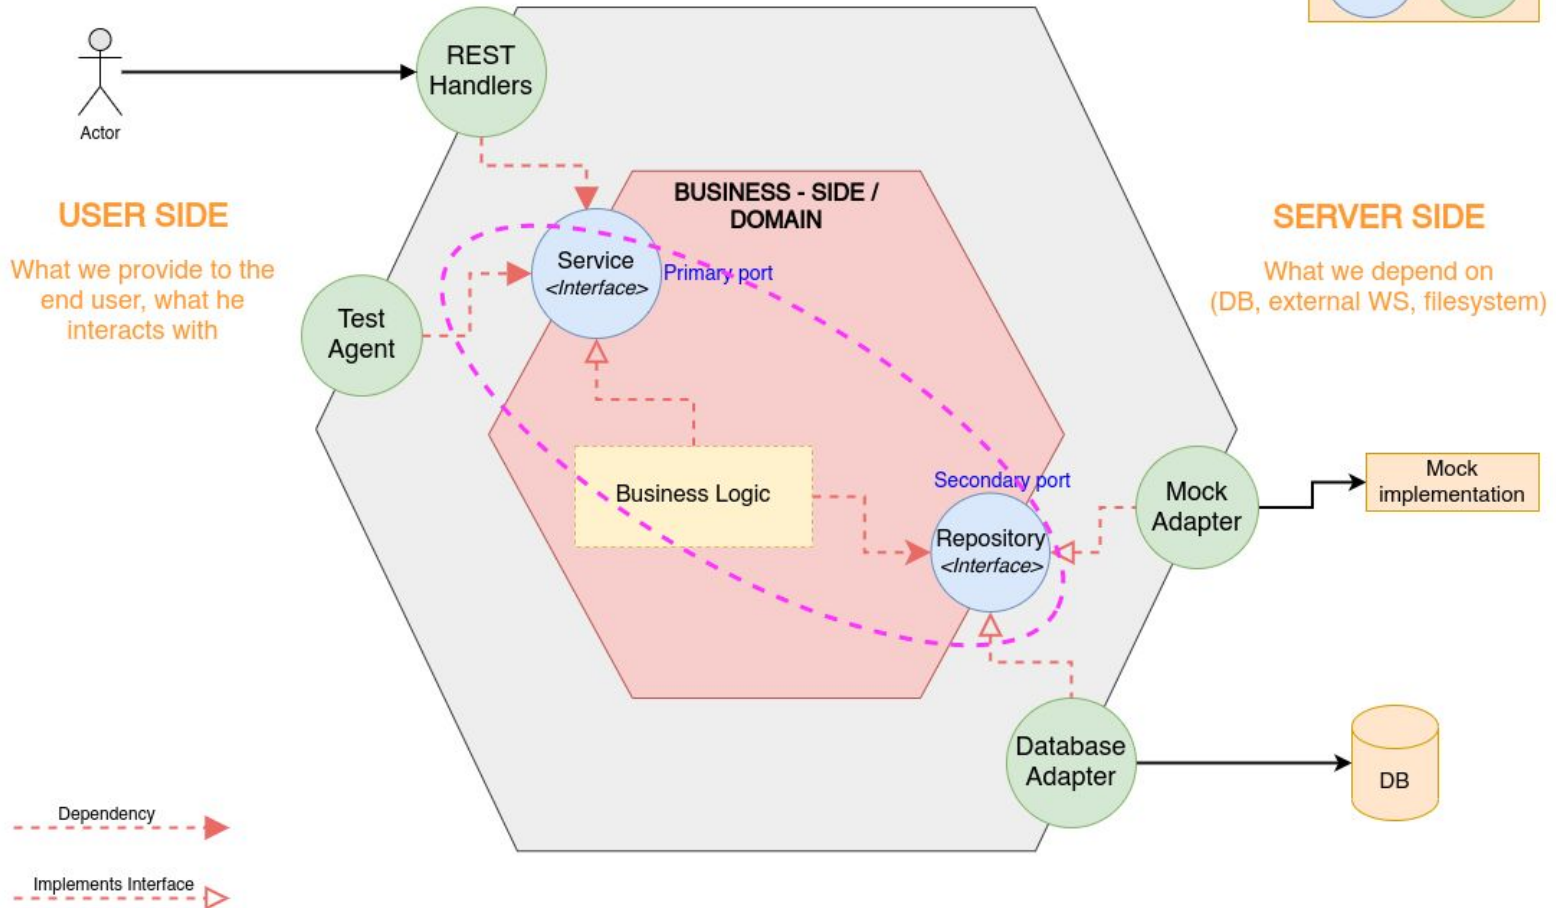 REST
Handlers
Actor
BUSINESS - SIDE /
DOMAIN
USER SIDE
What we provide to the
end user, what he
interacts with
SERVER SIDE
What we depend on
(DB, external WS, filesystem)
Service
<Interface>
Primary port
Test
Agent
Business Logic
Secondary port
Repository
<Interface>
Mock
Adapter
Mock
implementation
Database
Adapter
DB
Dependency
Implements Interface